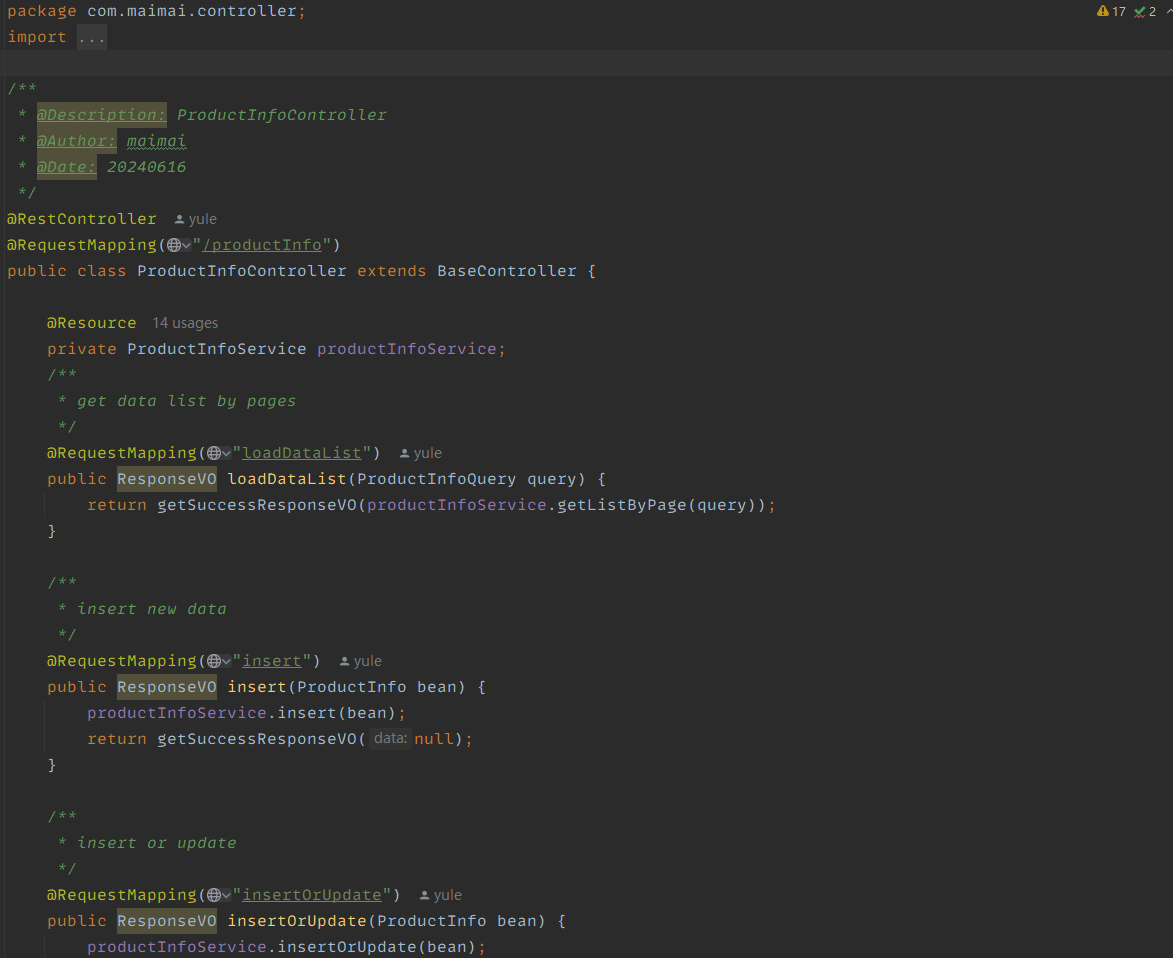 package com.maimai.controller;
17 2
import ...
/**
* @Description: ProductInfoController
* @Author: maimai
* @Date: 20240616
*/
@RestController yule
@RequestMapping("/productInfo")
public class ProductInfoController extends BaseController {
@Resource 14 usages
private ProductInfoService productInfoService;
/**
* get data list by pages
*/
@RequestMapping("loadDataList") yule
public ResponseVO loadDataList(ProductInfoQuery query) {
return getSuccessResponseVO(productInfoService.getListByPage(query));
}
/**
* insert new data
*/
@RequestMapping("insert") yule
public ResponseVO insert(ProductInfo bean) {
productInfoService.insert(bean);
return getSuccessResponseVO( data: null);
}
/**
* insert or update
*/
@RequestMapping("insertOrUpdate") yule
public ResponseVO insertOrUpdate(ProductInfo bean) {
productInfoService.insertOrUpdate(bean);